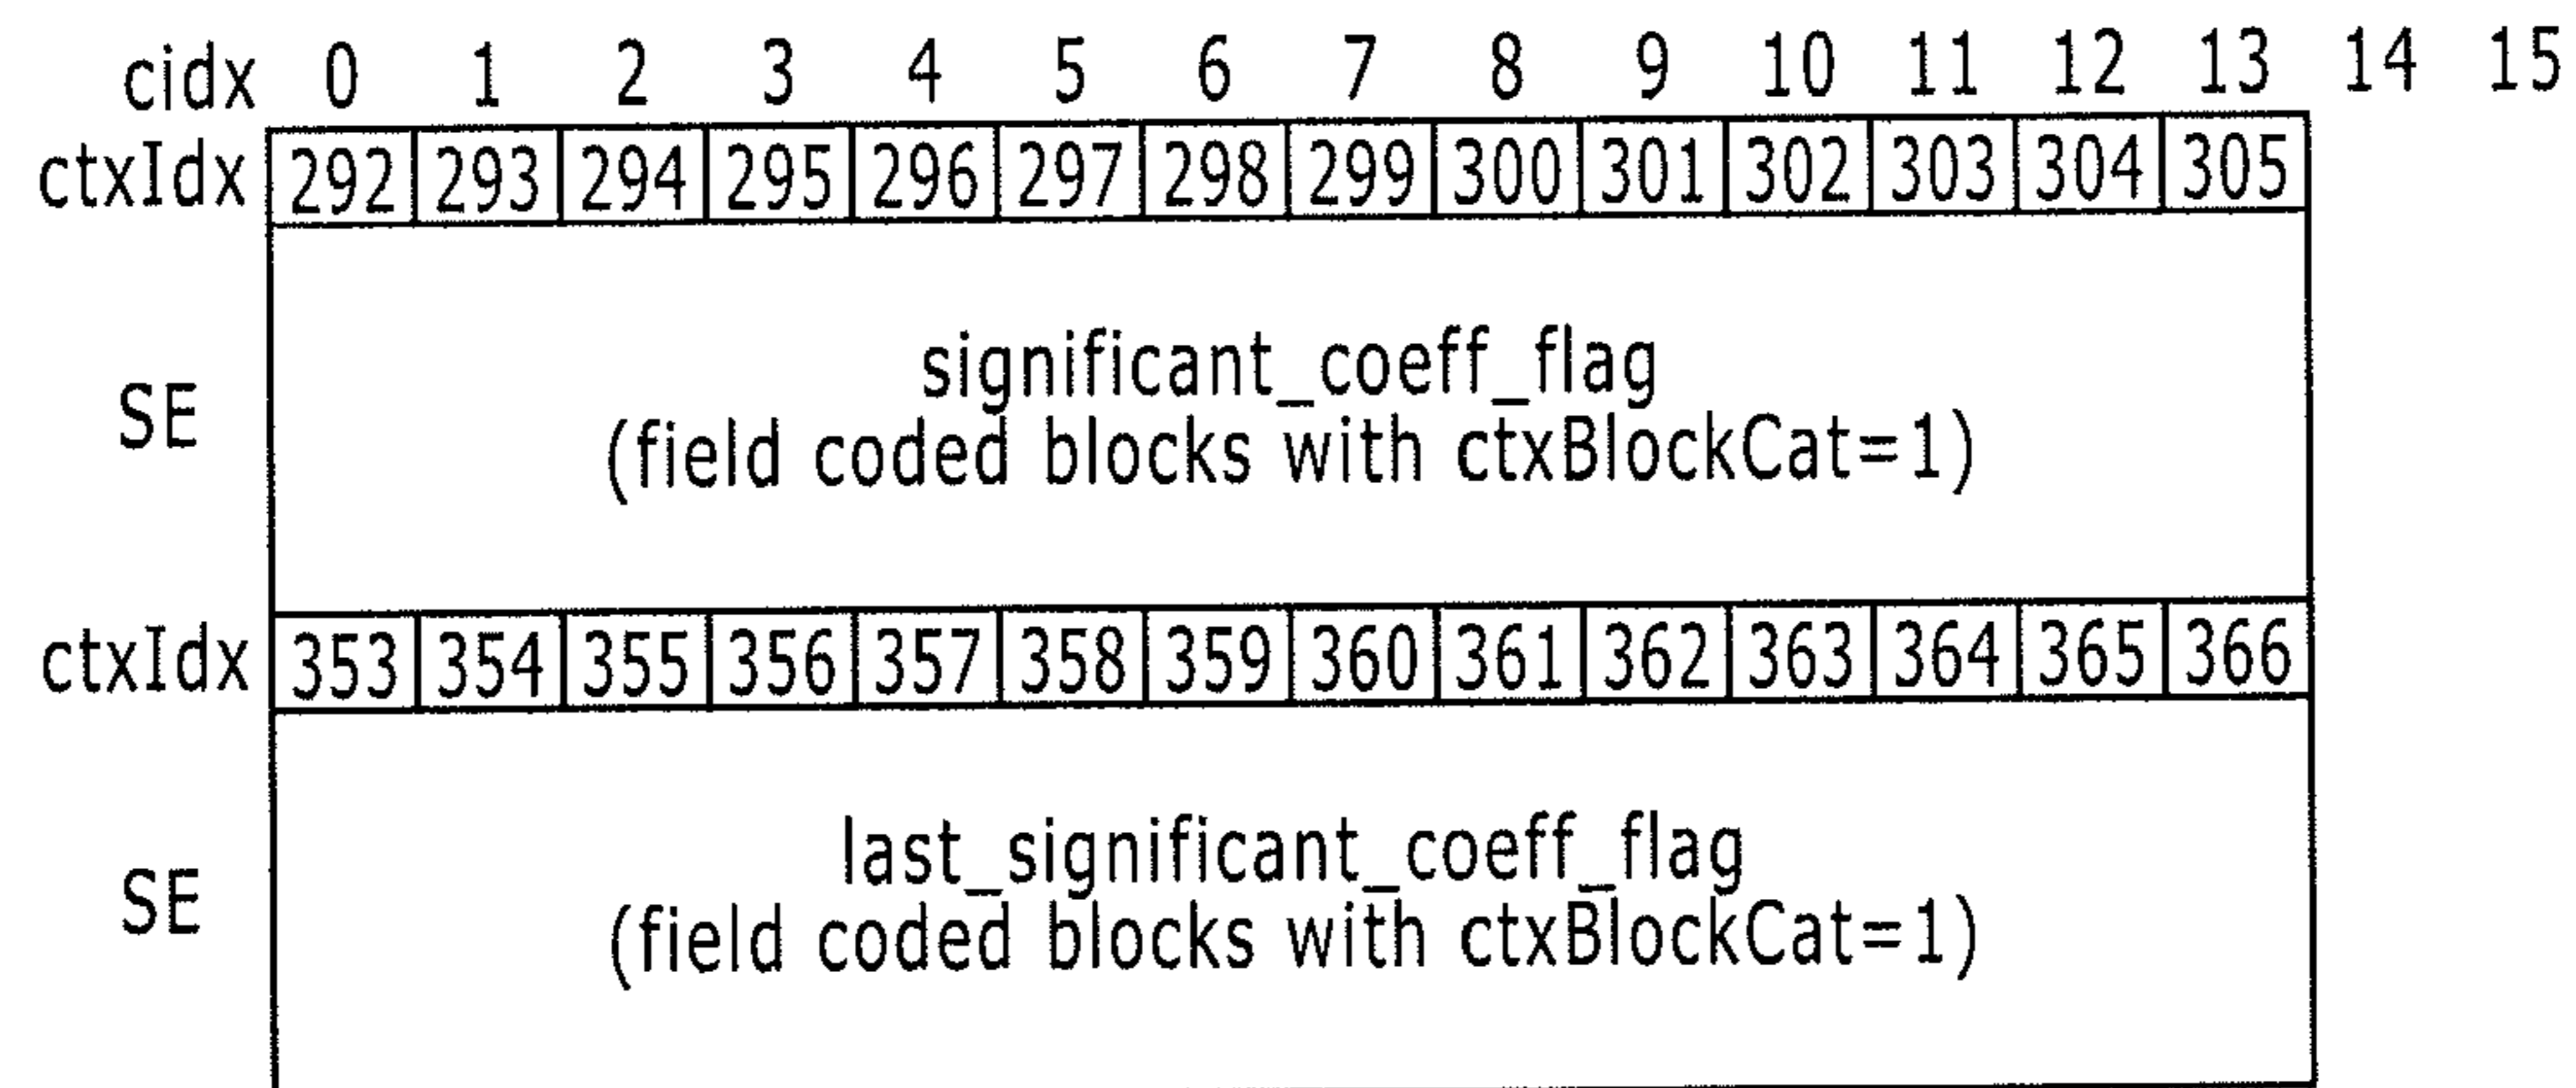 cidx 0 1 2 3 4 5 6 7 8 9 10 11 12 13 14 15
ctxIdx 292 293 294 295 296 297 298 299 300 301 302 303 304 305
significant_coeff_flag
SE
(field coded blocks with ctxBlockCat=1)
ctxIdx 353 354 355 356 357 358 359 360 361 362 363 364 365 366
last_significant_coeff_flag
SE
(field coded blocks with ctxBlockCat=1)